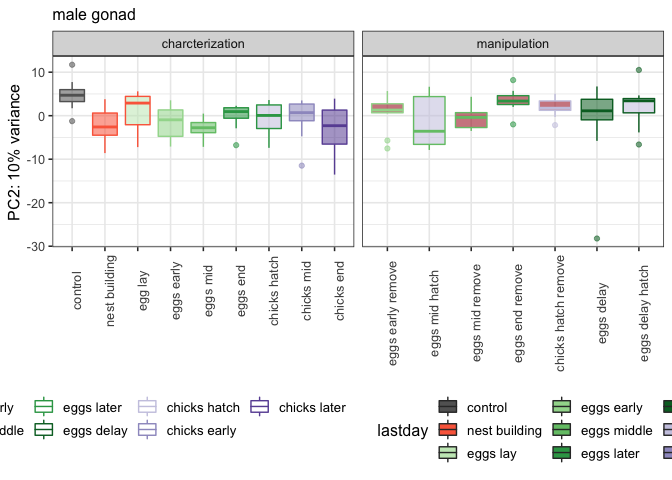 male gonad
charcterization
manipulation
PC2: 10% variance
10
0
-10
-20
-30
control
nest building
egg lay
eggs early
eggs mid
eggs end
chicks hatch
chicks mid
chicks end
eggs early remove
eggs mid hatch
eggs mid remove
eggs end remove
chicks hatch remove
eggs delay
eggs delay hatch
rly
eggs later
chicks hatch
chicks later
ddle
eggs delay
chicks early
lastday
control
eggs early
nest building
eggs middle
eggs lay
eggs later